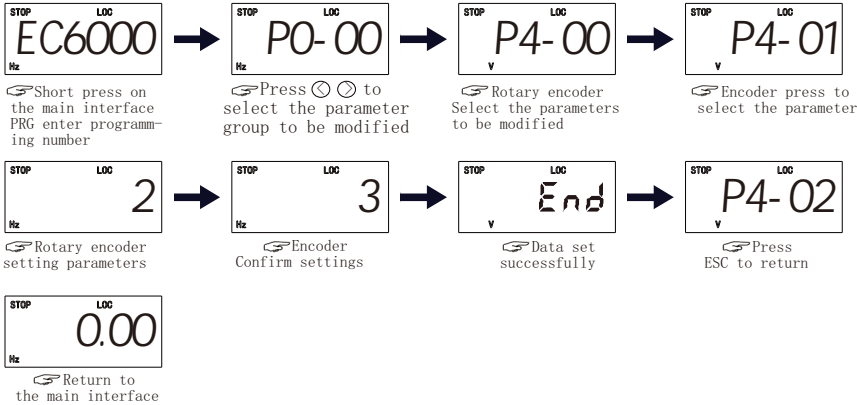 STOP LOC
EC6000
Hz
Short press on
the main interface
PRG enter programm-
ing number
STOP LOC
P0-00
Hz
Press to
select the parameter
group to be modified
STOP LOC
P4-00
V
Rotary encoder
Select the parameters
to be modified
STOP LOC
P4-01
V
Encoder press to
select the parameter
STOP LOC
2
Hz
Rotary encoder
setting parameters
STOP LOC
3
Hz
Encoder
Confirm settings
STOP LOC
End
V
Data set
successfully
STOP LOC
P4-02
V
Press
ESC to return
STOP LOC
0.00
Hz
Return to
the main interface